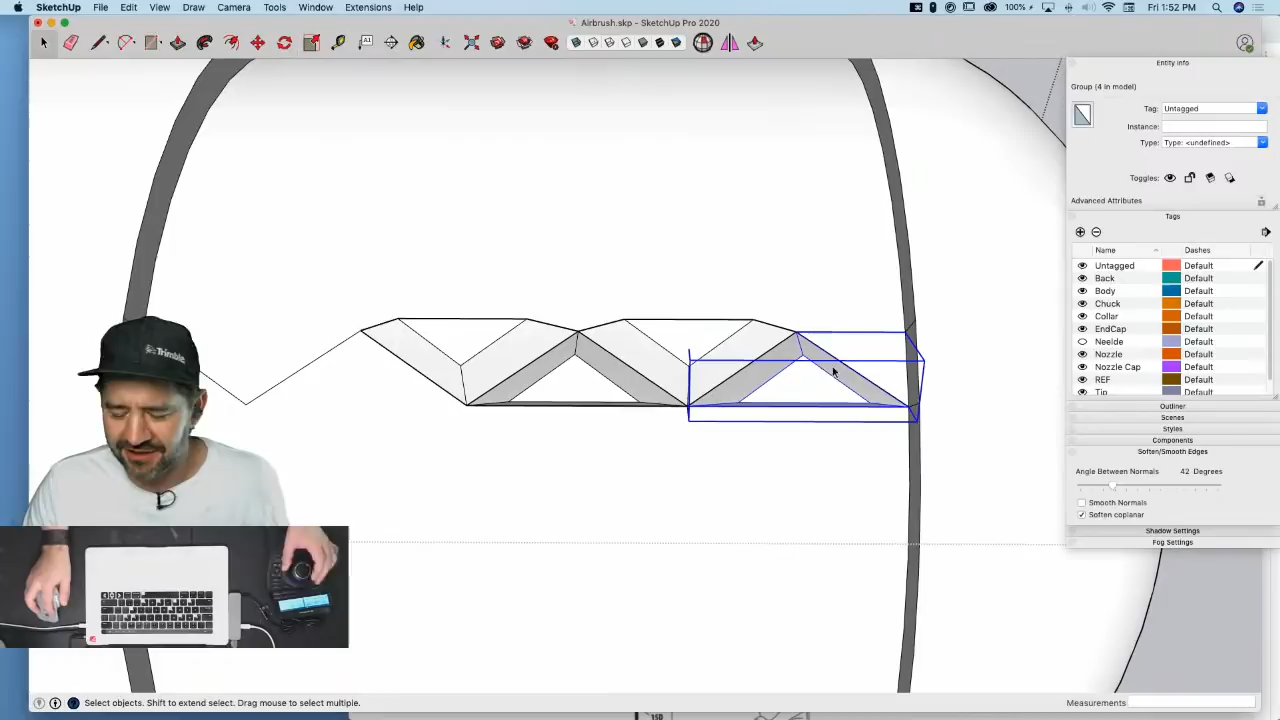 SketchUp File Edit View Draw Camera Tools Window Extensions Help
100% Fri 1:52 PM
Airbrush.skp - SketchUp Pro 2020
Entity Info
Group (4 in model)
Tag: Untagged
Instance:
Type: Type: <undefined>
Toggles:
Advanced Attributes
Tags
Name Dashes
Untagged Default
Back Default
Body Default
Chuck Default
Collar Default
EndCap Default
Neelde Default
Nozzle Default
Nozzle Cap Default
REF Default
Tip Default
Outliner
Scenes
Styles
Components
Soften/Smooth Edges
Angle Between Normals 42 Degrees
Smooth Normals
Soften coplanar
Shadow Settings
Fog Settings
Trimble
Select objects. Shift to extend select. Drag mouse to select multiple.
Measurements
15D